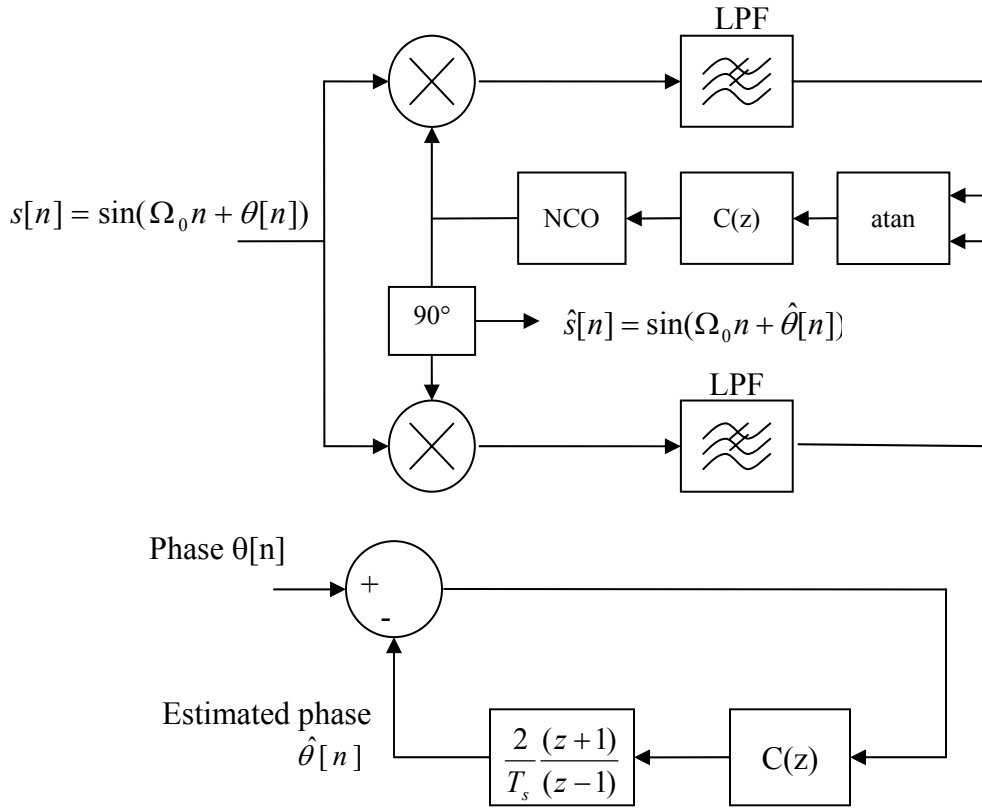 LPF
s[n] = sin(Ω₀n + θ[n])
NCO
C(z)
atan
90°
ŝ[n] = sin(Ω₀n + θ̂[n])
LPF
Phase θ[n]
+
-
Estimated phase
θ̂[n]
2/Tₛ (z+1)/(z−1)
C(z)